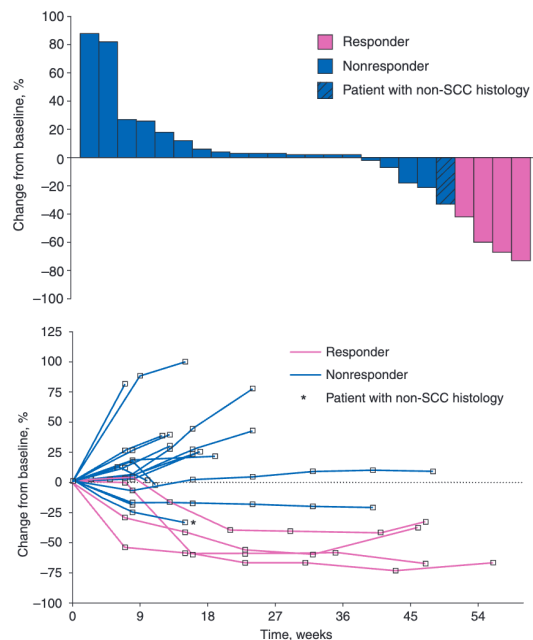 100
80
60
40
20
0
−20
−40
−60
80
−100
Change from baseline, %
Responder
Nonresponder
Patient with non-SCC histology
125
100
75
50
25
0
−25
−50
−75
−100
Change from baseline, %
Responder
Nonresponder
* Patient with non-SCC histology
*
0 9 18 27 36 45 54
Time, weeks